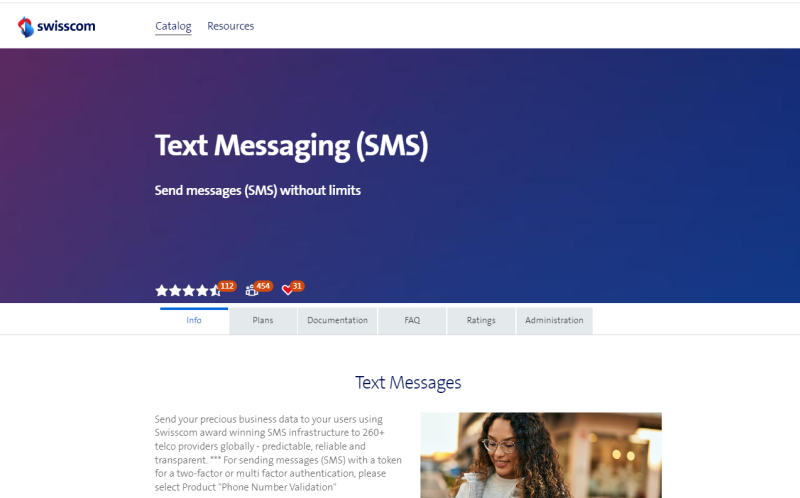 swisscom
Catalog
Resources
Text Messaging (SMS)
Send messages (SMS) without limits
112
454
31
Info
Plans
Documentation
FAQ
Ratings
Administration
Text Messages
Send your precious business data to your users using
Swisscom award winning SMS infrastructure to 260+
telco providers globally - predictable, reliable and
transparent. *** For sending messages (SMS) with a token
for a two-factor or multi factor authentication, please
select Product "Phone Number Validation"